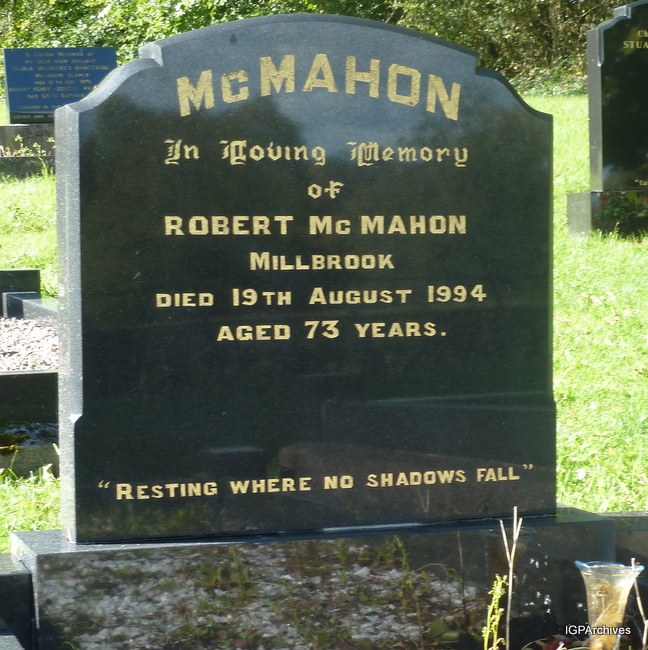 McMAHON
In Loving Memory
of
ROBERT McMAHON
MILLBROOK
DIED 19TH AUGUST 1994
AGED 73 YEARS.
"RESTING WHERE NO SHADOWS FALL"
IGPArchives